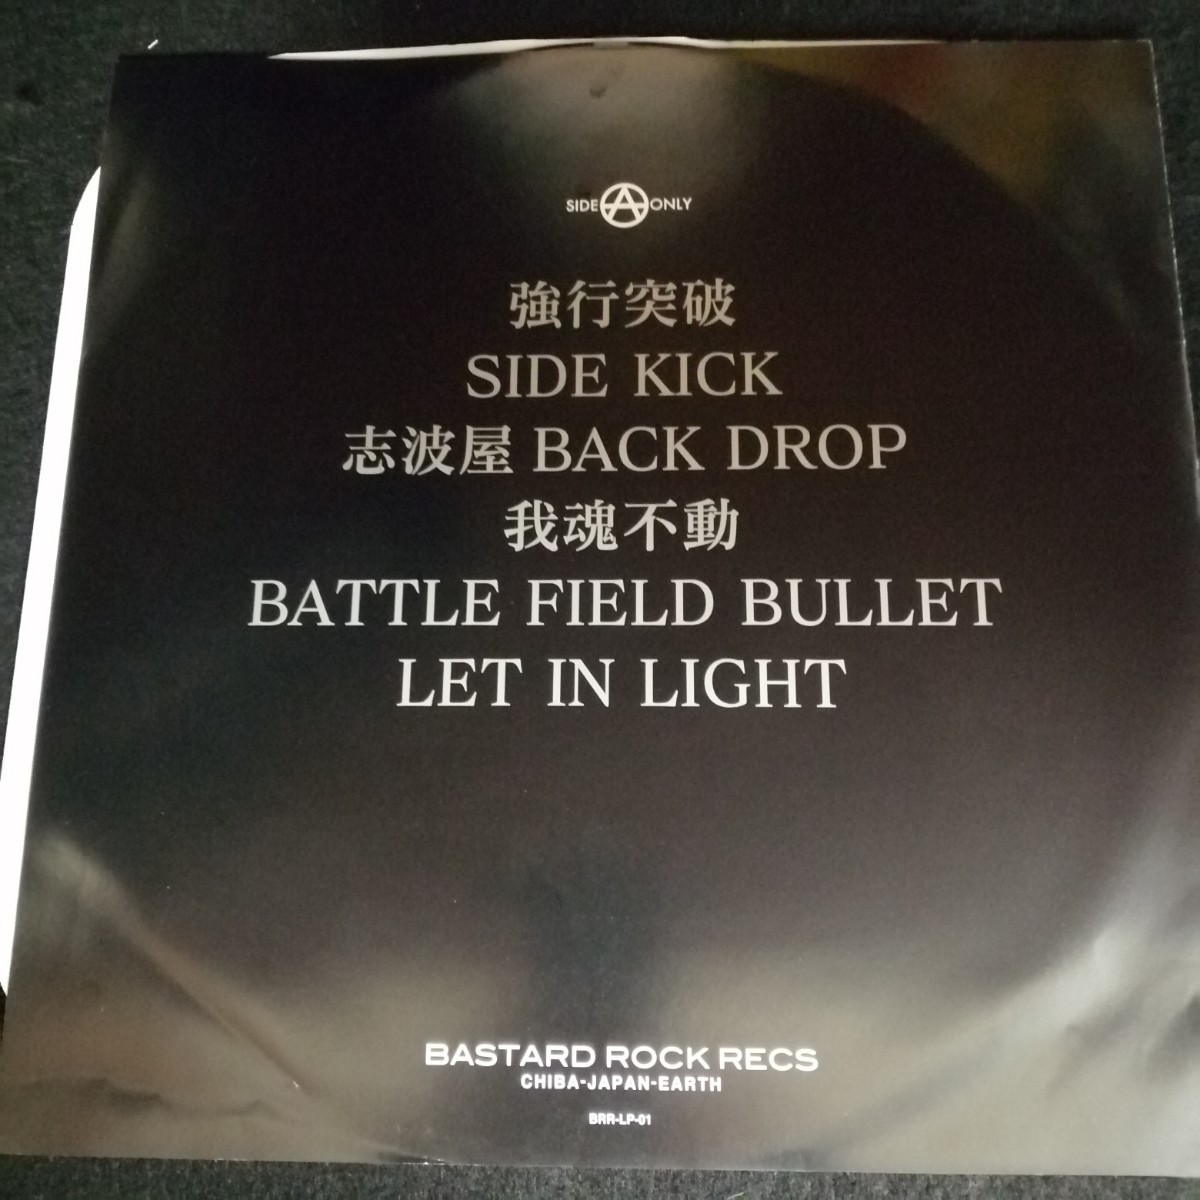 SIDE A ONLY
強行突破
SIDE KICK
志波屋 BACK DROP
我魂不動
BATTLE FIELD BULLET
LET IN LIGHT
BASTARD ROCK RECS
CHIBA-JAPAN-EARTH
BRR-LP-01